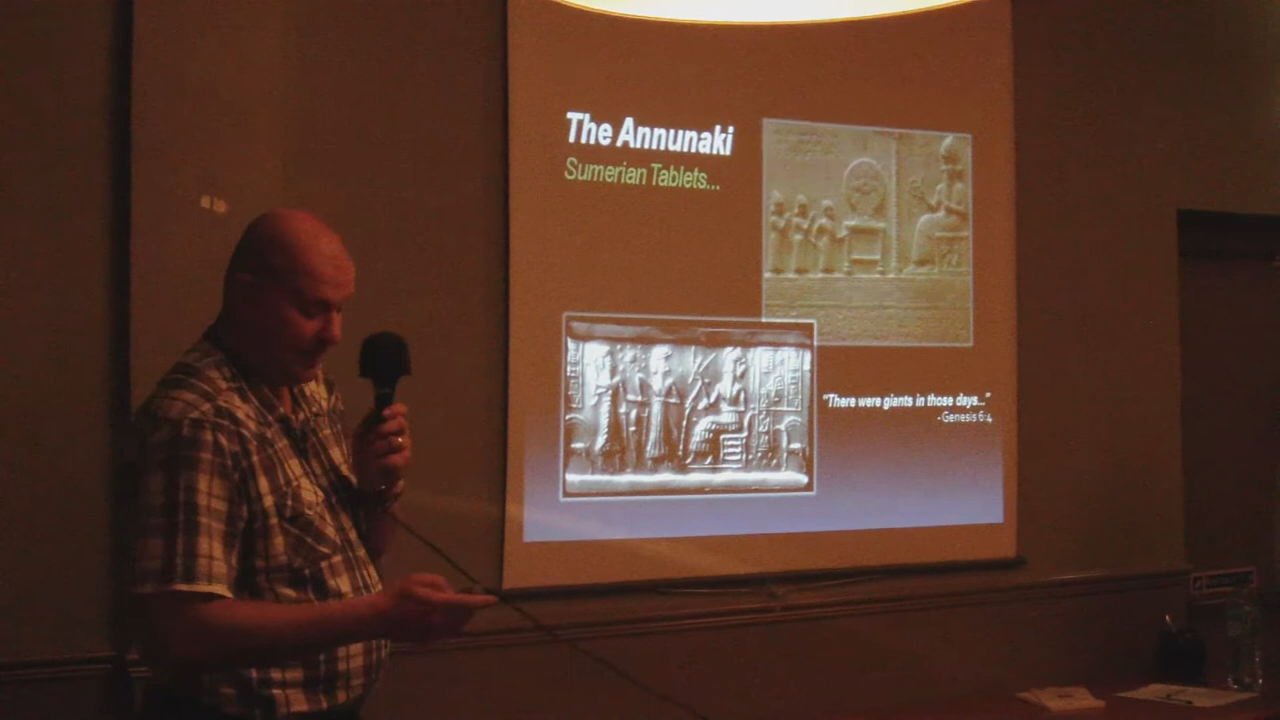 The Annunaki
Sumerian Tablets...
"There were giants in those days..."
- Genesis 6:4